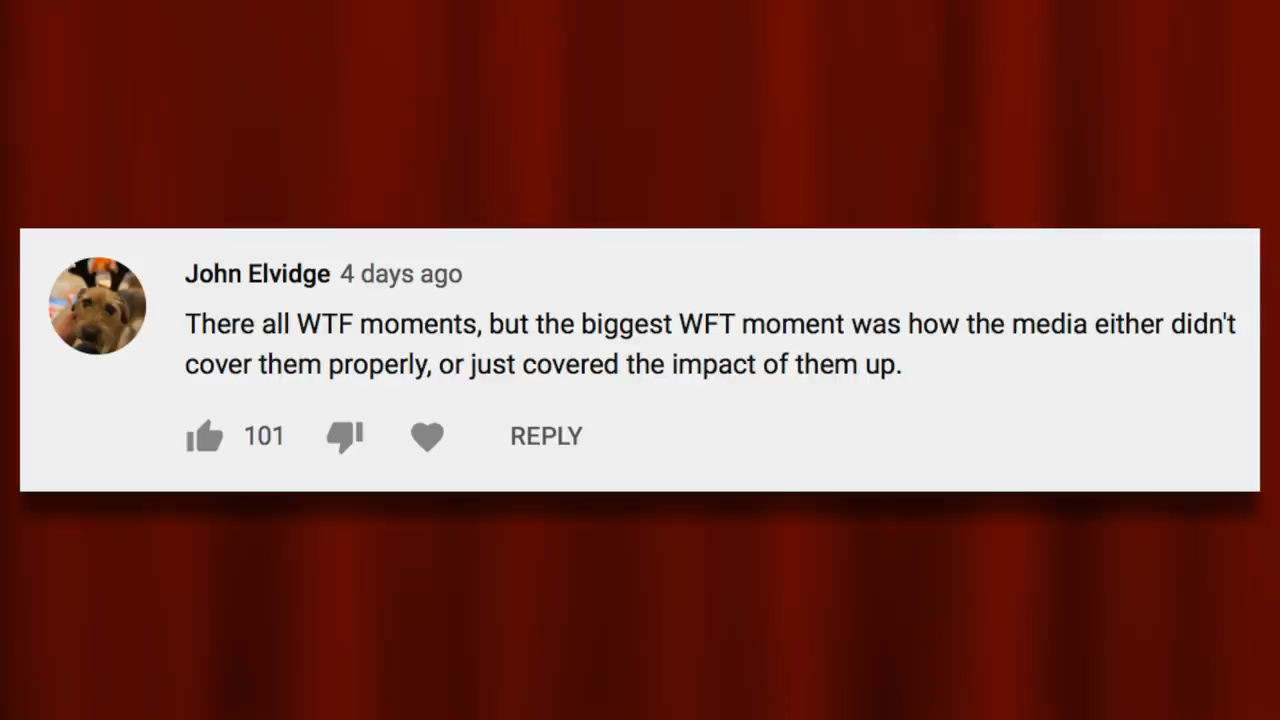 John Elvidge 4 days ago
There all WTF moments, but the biggest WFT moment was how the media either didn't
cover them properly, or just covered the impact of them up.
101 REPLY